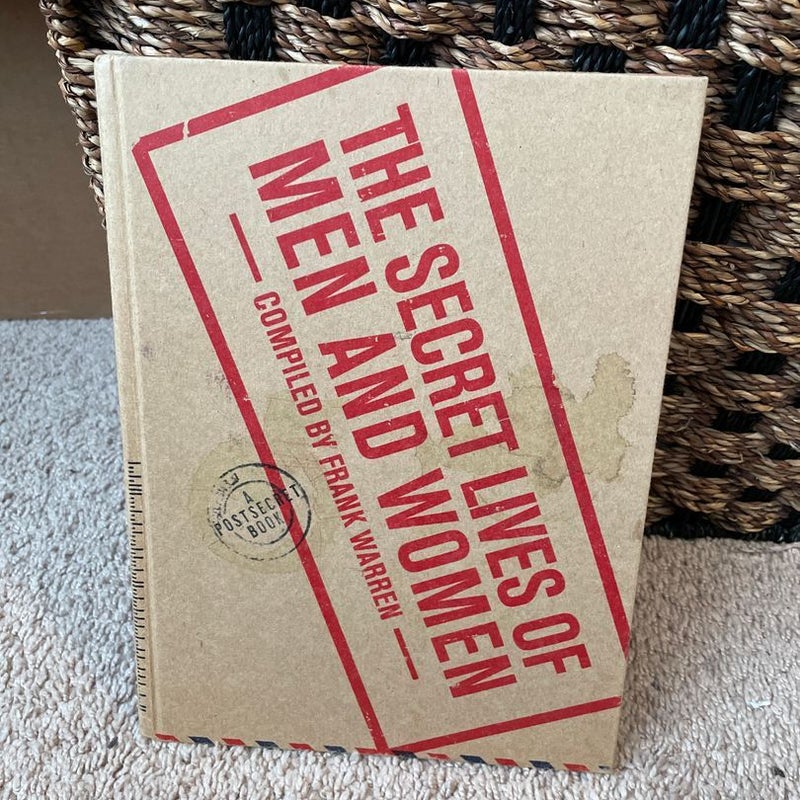 THE SECRET LIVES OF
MEN AND WOMEN
COMPILED BY FRANK WARREN
A
POSTSECRET
BOOK